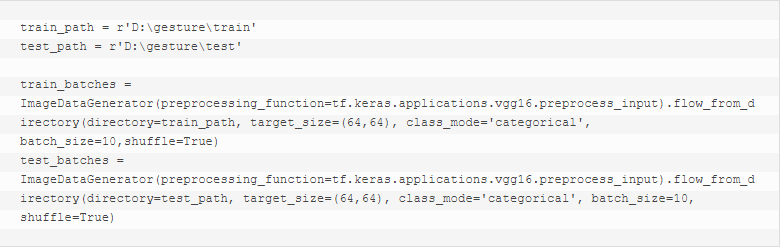 train_path = r'D:\gesture\train'
test_path = r'D:\gesture\test'
train_batches =
ImageDataGenerator(preprocessing_function=tf.keras.applications.vgg16.preprocess_input).flow_from_d
irectory(directory=train_path, target_size=(64,64), class_mode='categorical',
batch_size=10,shuffle=True)
test_batches =
ImageDataGenerator(preprocessing_function=tf.keras.applications.vgg16.preprocess_input).flow_from_d
irectory(directory=test_path, target_size=(64,64), class_mode='categorical', batch_size=10,
shuffle=True)